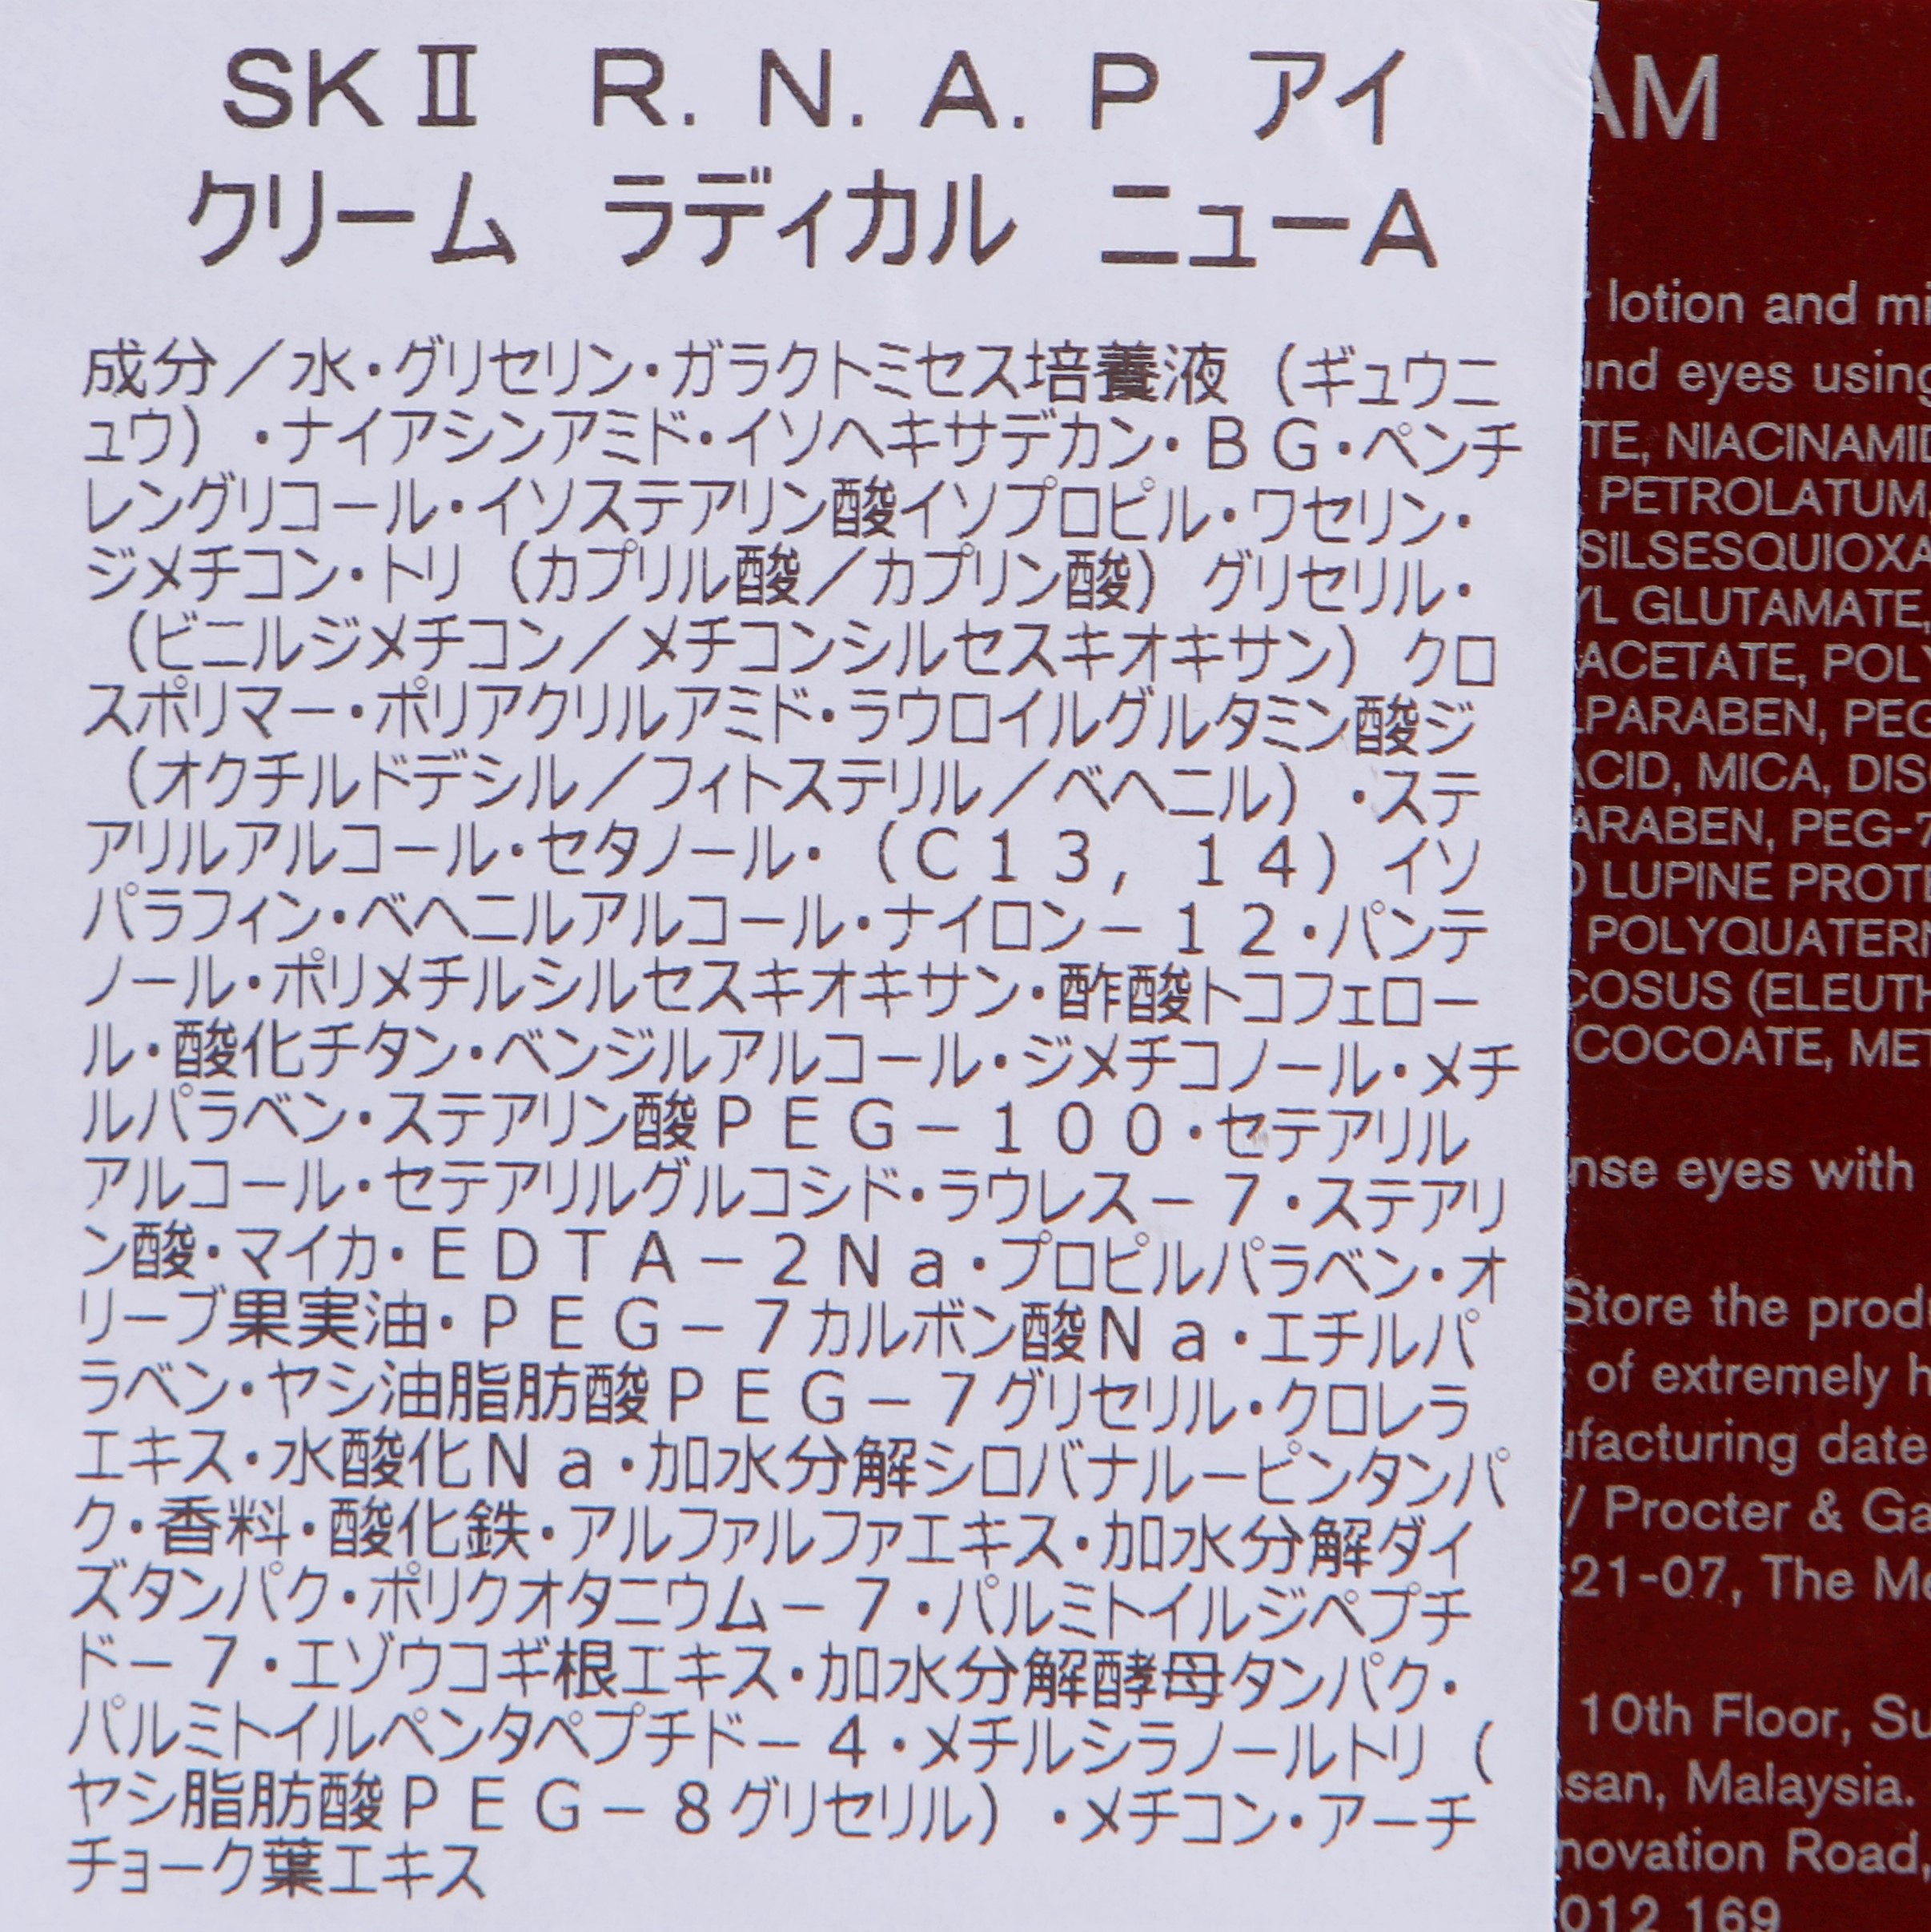 SKⅡ R.N.A.P アイ
クリーム ラディカル ニューA
成分／水・グリセリン・ガラクトミセス培養液（ギュウニ
ュウ）・ナイアシンアミド・イソヘキサデカン・ＢＧ・ペンチ
レングリコール・イソステアリン酸イソプロピル・ワセリン・
ジメチコン・トリ（カプリル酸／カプリン酸）グリセリル・
（ビニルジメチコン／メチコンシルセスキオキサン）クロ
スポリマー・ポリアクリルアミド・ラウロイルグルタミン酸ジ
（オクチルドデシル／フィトステリル／ベヘニル）・ステ
アリルアルコール・セタノール・（Ｃ１３，１４）イソ
パラフィン・ベヘニルアルコール・ナイロン－１２・パンテ
ノール・ポリメチルシルセスキオキサン・酢酸トコフェロー
ル・酸化チタン・ベンジルアルコール・ジメチコノール・メチ
ルパラベン・ステアリン酸ＰＥＧ－１００・セテアリル
アルコール・セテアリルグルコシド・ラウレス－７・ステアリ
ン酸・マイカ・ＥＤＴＡ－２Ｎａ・プロピルパラベン・オ
リーブ果実油・ＰＥＧ－７カルボン酸Ｎａ・エチルパ
ラベン・ヤシ油脂肪酸ＰＥＧ－７グリセリル・クロレラ
エキス・水酸化Ｎａ・加水分解シロバナルーピンタンパ
ク・香料・酸化鉄・アルファルファエキス・加水分解ダイ
ズタンパク・ポリクオタニウム－７・パルミトイルジペプチ
ド－７・エゾウコギ根エキス・加水分解酵母タンパク・
パルミトイルペンタペプチド－４・メチルシラノールトリ（
ヤシ脂肪酸ＰＥＧ－８グリセリル）・メチコン・アーチ
チョーク葉エキス
AM
lotion and mi
und eyes using
TE, NIACINAMID
PETROLATUM
SILSESQUIOXA
YL GLUTAMATE,
ACETATE, POLY
PARABEN, PEG
ACID, MICA, DIS
ARABEN, PEG-7
LUPINE PROTE
POLYQUATERN
COSUS (ELEUTH
COCOATE, MET
nse eyes with
Store the prod
of extremely h
ufacturing date
/ Procter & Ga
21-07, The Me
10th Floor, Su
asan, Malaysia.
nnovation Road,
012 169